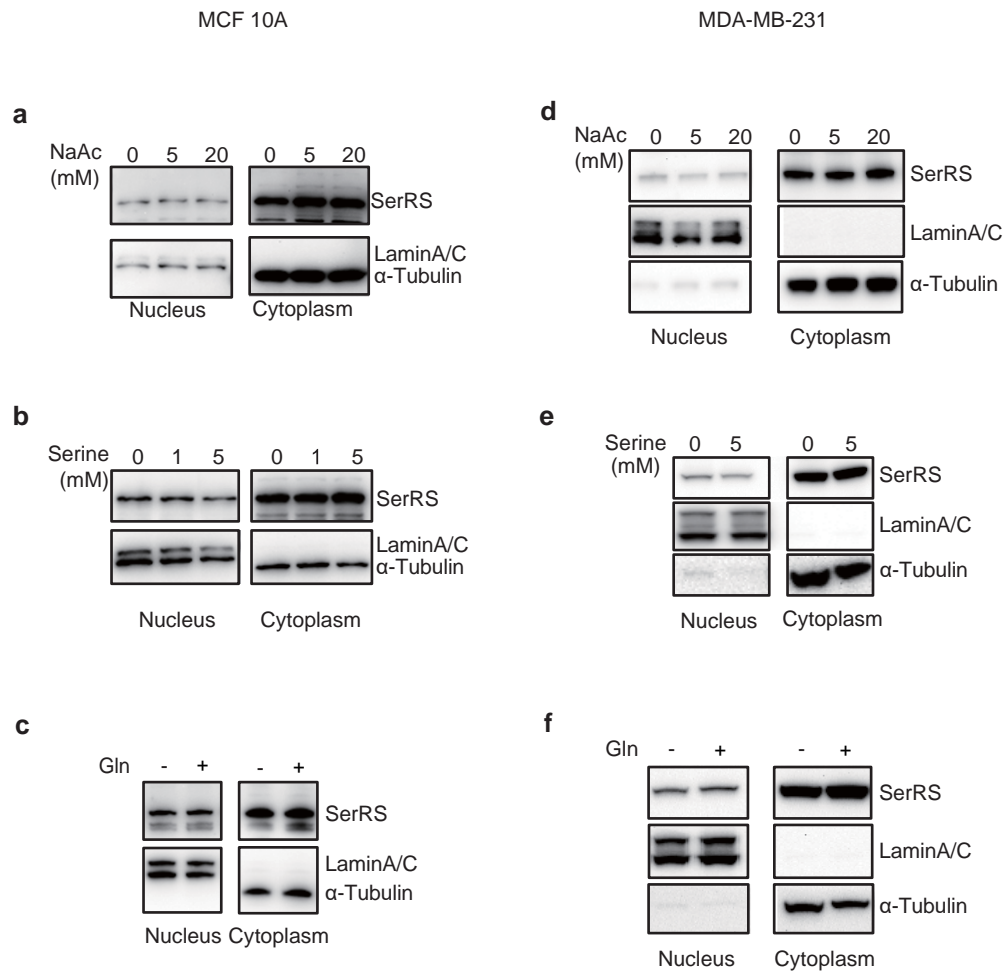 MCF 10A
MDA-MB-231
a
NaAc
(mM)
0 5 20 0 5 20
SerRS
LaminA/C
α-Tubulin
Nucleus Cytoplasm
b
Serine
(mM)
0 1 5 0 1 5
SerRS
LaminA/C
α-Tubulin
Nucleus Cytoplasm
c
Gln - + - +
SerRS
LaminA/C
α-Tubulin
Nucleus Cytoplasm
d
NaAc
(mM)
0 5 20 0 5 20
SerRS
LaminA/C
α-Tubulin
Nucleus Cytoplasm
e
Serine
(mM)
0 5 0 5
SerRS
LaminA/C
α-Tubulin
Nucleus Cytoplasm
f
Gln - + - +
SerRS
LaminA/C
α-Tubulin
Nucleus Cytoplasm